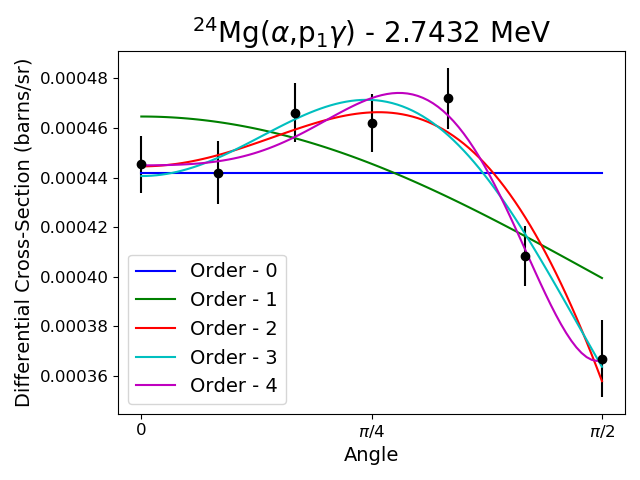 ²⁴Mg(α,p₁γ) - 2.7432 MeV
Differential Cross-Section (barns/sr)
0.00048
0.00046
0.00044
0.00042
0.00040
0.00038
0.00036
Order - 0
Order - 1
Order - 2
Order - 3
Order - 4
0 π/4 π/2
Angle